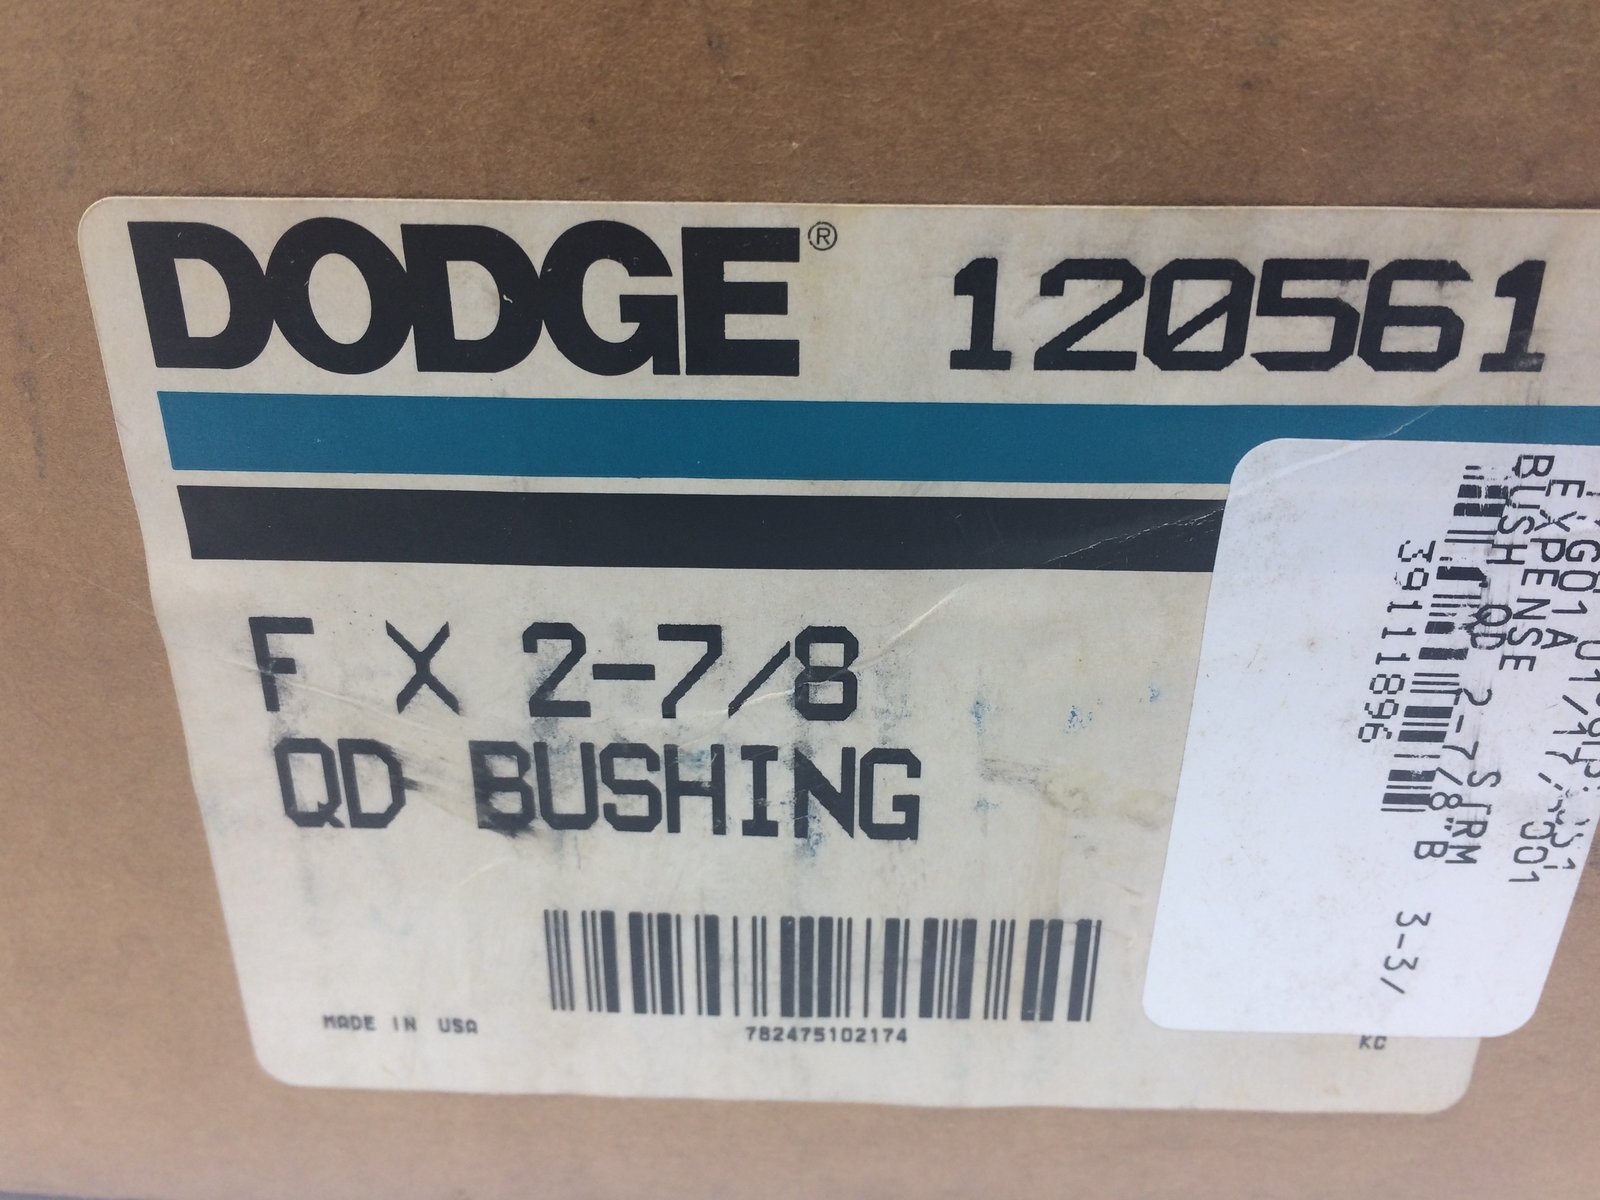 DODGE® 120561
F X 2-7/8
QD BUSHING
782475102174
MADE IN USA
KC
EXPENSE
BUSH QD 2-7/8"B 3-3/
39111896